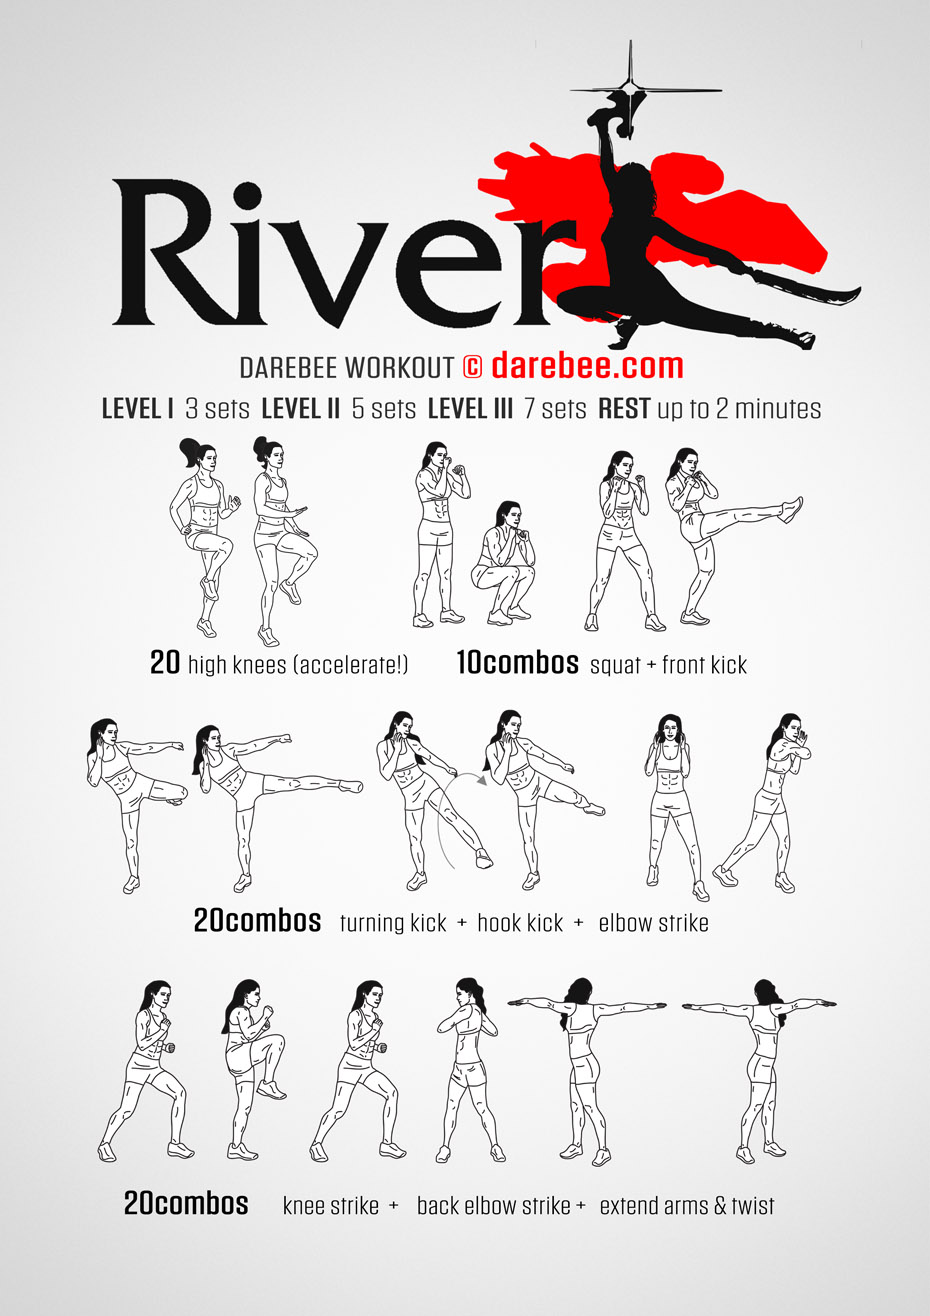 River
DAREBEE WORKOUT © darebee.com
LEVEL I 3 sets LEVEL II 5 sets LEVEL III 7 sets REST up to 2 minutes
20 high knees (accelerate!)
10combos squat + front kick
20combos turning kick + hook kick + elbow strike
20combos knee strike + back elbow strike + extend arms & twist